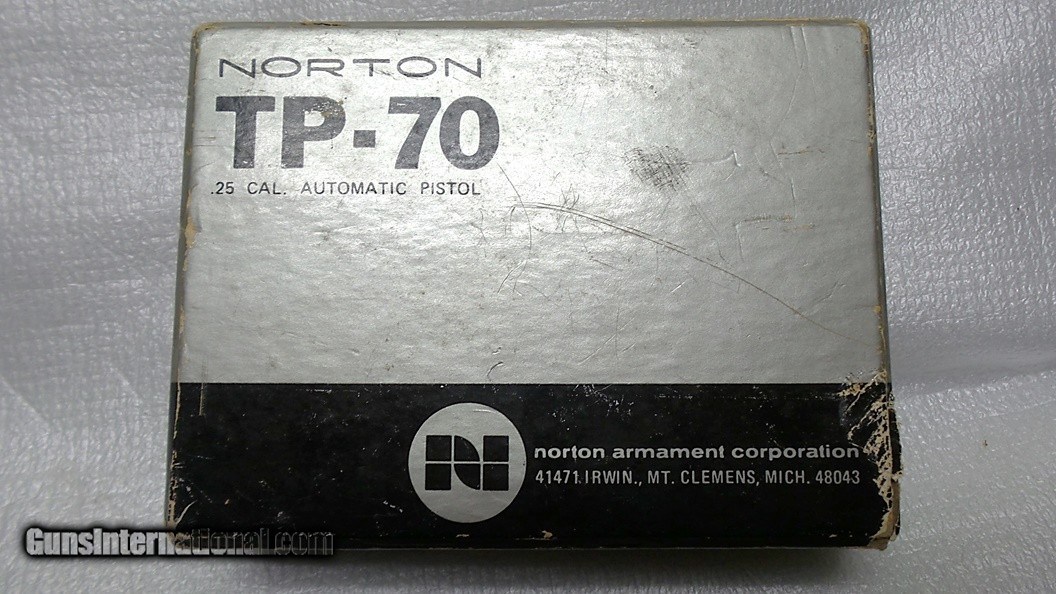 NORTON
TP-70
.25 CAL. AUTOMATIC PISTOL
norton armament corporation
41471 IRWIN., MT. CLEMENS, MICH. 48043
GunsInternational.com